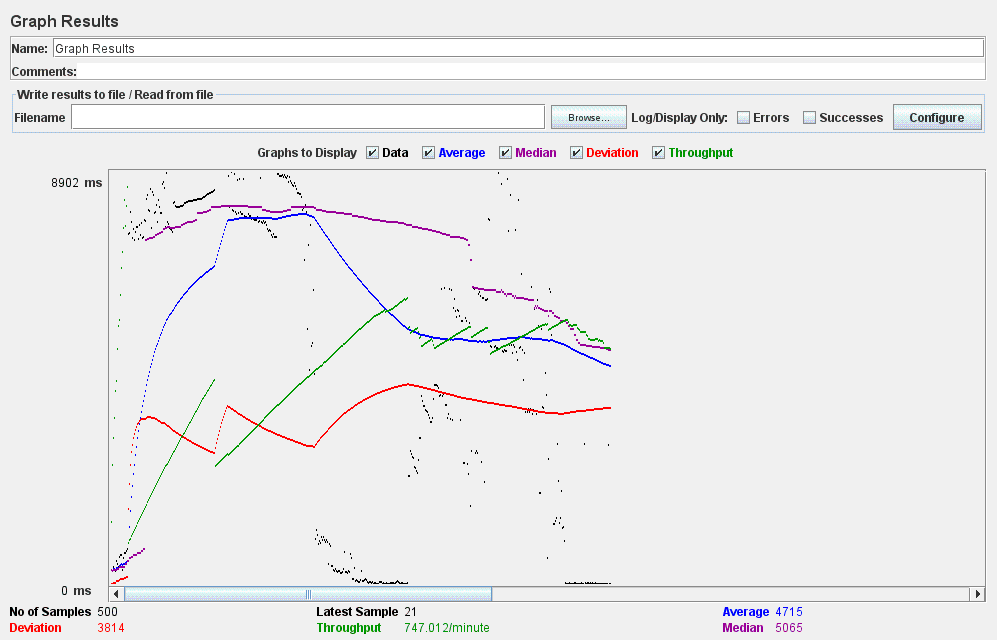 Graph Results
Name: Graph Results
Comments:
Write results to file / Read from file
Filename Browse... Log/Display Only: Errors Successes Configure
Graphs to Display Data Average Median Deviation Throughput
8902 ms
0 ms
No of Samples 500 Latest Sample 21 Average 4715
Deviation 3814 Throughput 747.012/minute Median 5065